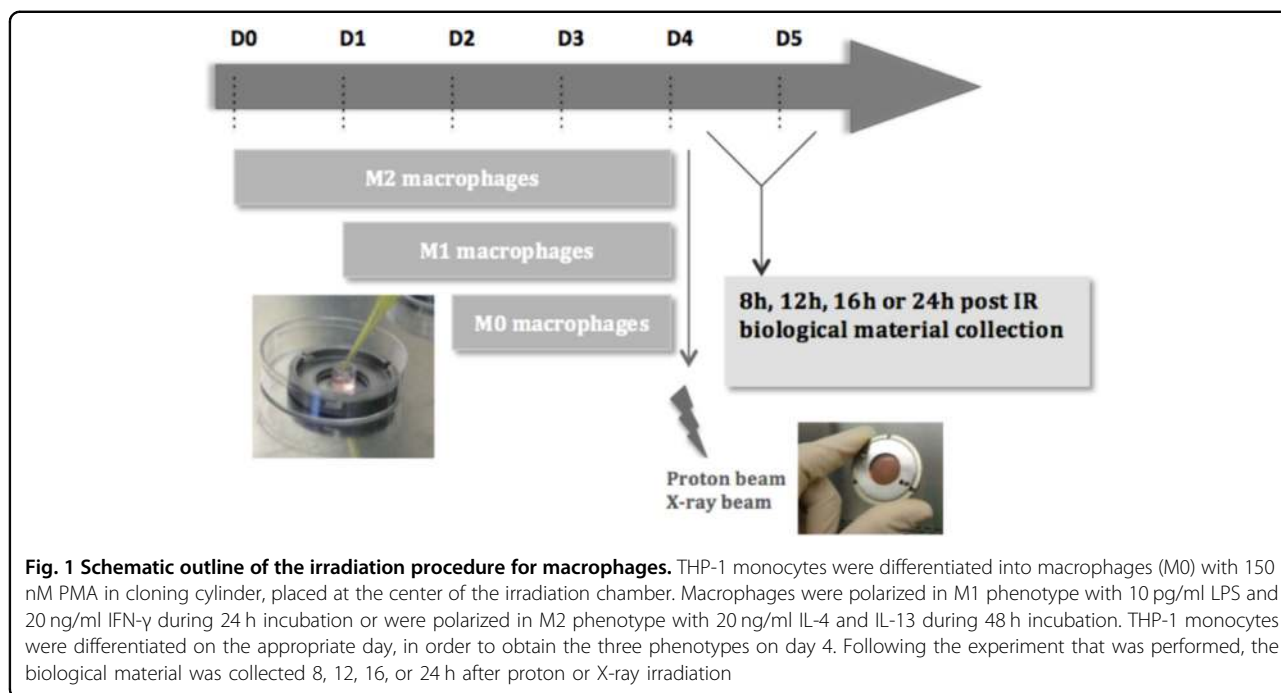 D0 D1 D2 D3 D4 D5
M2 macrophages
M1 macrophages
M0 macrophages
8h, 12h, 16h or 24h post IR
biological material collection
Proton beam
X-ray beam
Fig. 1 Schematic outline of the irradiation procedure for macrophages. THP-1 monocytes were differentiated into macrophages (M0) with 150
nM PMA in cloning cylinder, placed at the center of the irradiation chamber. Macrophages were polarized in M1 phenotype with 10 pg/ml LPS and
20 ng/ml IFN-γ during 24 h incubation or were polarized in M2 phenotype with 20 ng/ml IL-4 and IL-13 during 48 h incubation. THP-1 monocytes
were differentiated on the appropriate day, in order to obtain the three phenotypes on day 4. Following the experiment that was performed, the
biological material was collected 8, 12, 16, or 24 h after proton or X-ray irradiation